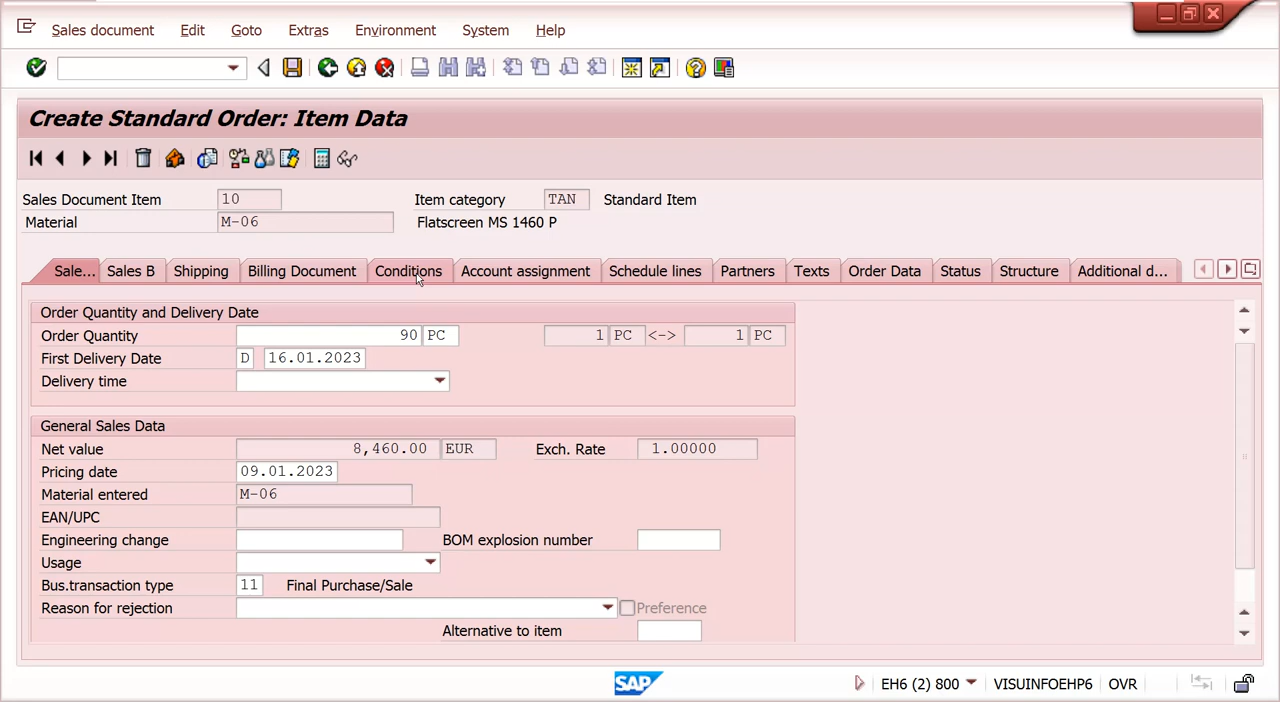 Sales document Edit Goto Extras Environment System Help
Create Standard Order: Item Data
Sales Document Item 10 Item category TAN Standard Item
Material M-06 Flatscreen MS 1460 P
Sale... Sales B Shipping Billing Document Conditions Account assignment Schedule lines Partners Texts Order Data Status Structure Additional d...
Order Quantity and Delivery Date
Order Quantity 90 PC 1 PC <-> 1 PC
First Delivery Date D 16.01.2023
Delivery time
General Sales Data
Net value 8,460.00 EUR Exch. Rate 1.00000
Pricing date 09.01.2023
Material entered M-06
EAN/UPC
Engineering change BOM explosion number
Usage
Bus.transaction type 11 Final Purchase/Sale
Reason for rejection Preference
Alternative to item
SAP EH6 (2) 800 VISUINFOEHP6 OVR